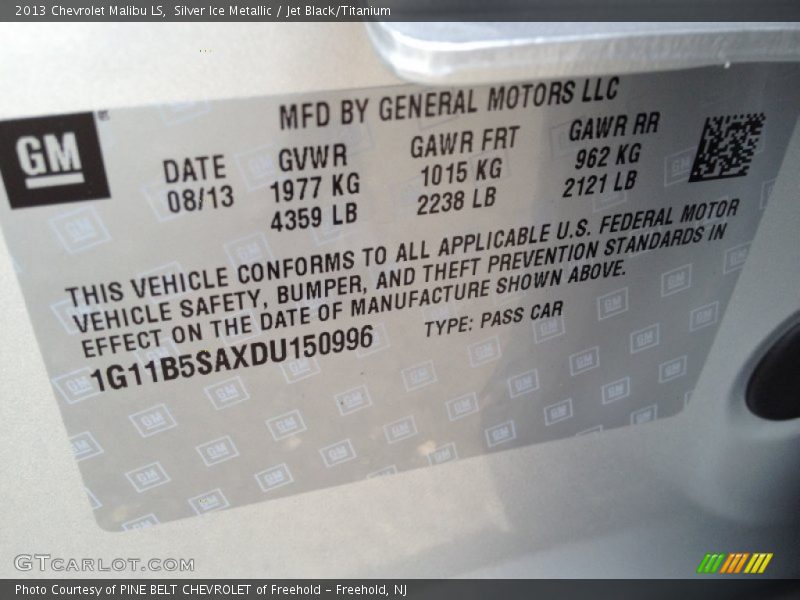 2013 Chevrolet Malibu LS, Silver Ice Metallic / Jet Black/Titanium
GM
MFD BY GENERAL MOTORS LLC
DATE GVWR GAWR FRT GAWR RR
08/13 1977 KG 1015 KG 962 KG
4359 LB 2238 LB 2121 LB
THIS VEHICLE CONFORMS TO ALL APPLICABLE U.S. FEDERAL MOTOR
VEHICLE SAFETY, BUMPER, AND THEFT PREVENTION STANDARDS IN
EFFECT ON THE DATE OF MANUFACTURE SHOWN ABOVE.
1G11B5SAXDU150996 TYPE: PASS CAR
GTCARLOT.COM
Photo Courtesy of PINE BELT CHEVROLET of Freehold - Freehold, NJ